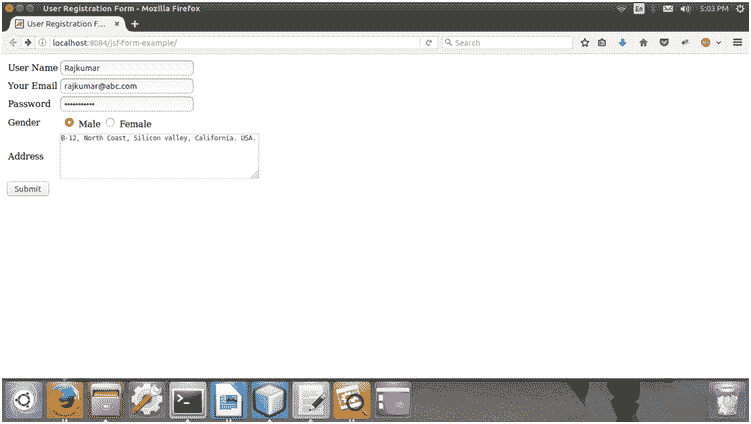 User Registration Form - Mozilla Firefox
En
5:03 PM
User Registration F... × +
localhost:8084/jsf-form-example/
Search
User Name Rajkumar
Your Email rajkumar@abc.com
Password •••••••••••
Gender Male Female
Address B-12, North Coast, Silicon valley, California. USA.
Submit